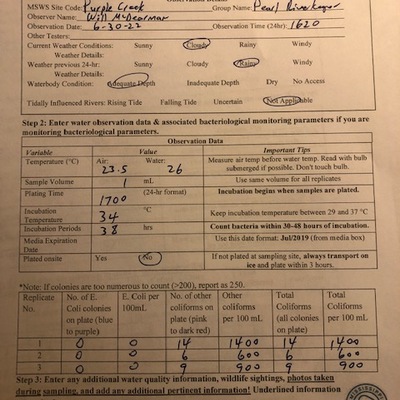 MSWS Site Code: Purple Creek Group Name: Pearl Riverkeeper
Observer Name: Will McDearman
Observation Date: 6-30-22 Observation Time (24hr): 1620
Other Testers:
Current Weather Conditions: Sunny Cloudy Rainy Windy
Weather Details:
Weather previous 24-hr: Sunny Cloudy Rainy Windy
Weather Details:
Waterbody Condition: Adequate Depth Inadequate Depth Dry No Access
Tidally Influenced Rivers: Rising Tide Falling Tide Uncertain Not Applicable
Step 2: Enter water observation data & associated bacteriological monitoring parameters if you are
monitoring bacteriological parameters.
Observation Data
Variable Value Important Tips
Temperature (°C) Air: 23.5 Water: 26 Measure air temp before water temp. Read with bulb
submerged if possible. Don't touch bulb.
Sample Volume 1 mL Use same volume for all replicates
Plating Time 1700 (24-hr format) Incubation begins when samples are plated.
Incubation
Temperature 34 °C Keep incubation temperature between 29 and 37 °C
Incubation Periods 38 hrs Count bacteria within 30-48 hours of incubation.
Media Expiration
Date Use this date format: Jul/2019 (from media box)
Plated onsite Yes No If not plated at sampling site, always transport on
ice and plate within 3 hours.
*Note: If colonies are too numerous to count (>200), report as 250.
Replicate No. of E. E. Coli per No. of other Other Total Total
No. Coli colonies 100mL coliforms on coliforms Coliforms Coliforms
on plate (blue plate (pink per 100 mL (all colonies per 100 mL
to purple) to dark red) on plate)
1 0 0 14 1400 14 1400
2 0 0 6 600 6 600
3 0 0 9 900 9 900
Step 3: Enter any additional water quality information, wildlife sightings, photos taken
during sampling, and add any additional pertinent information! Underlined information